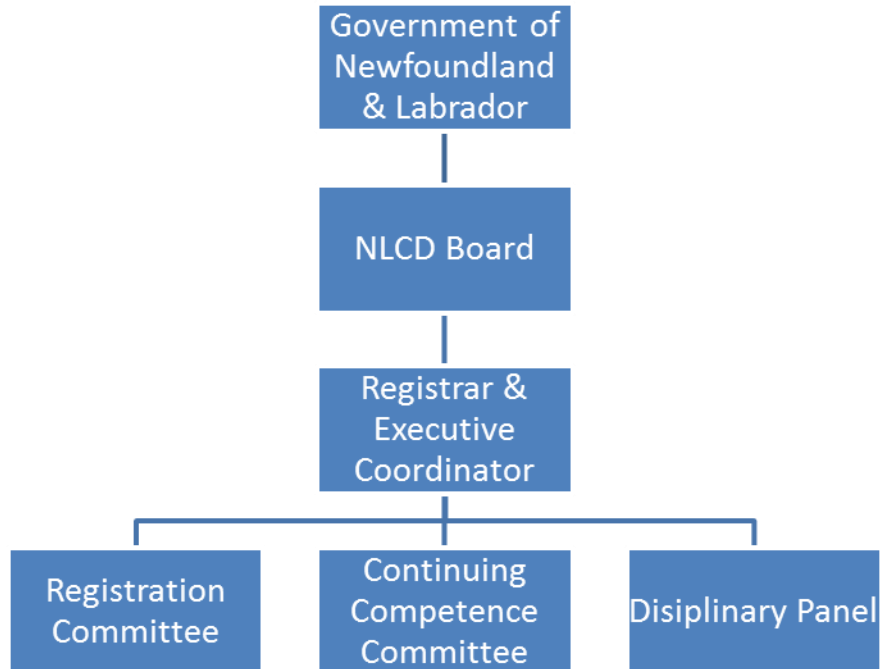 Government of
Newfoundland
& Labrador
NLCD Board
Registrar &
Executive
Coordinator
Registration
Committee
Continuing
Competence
Committee
Disiplinary Panel